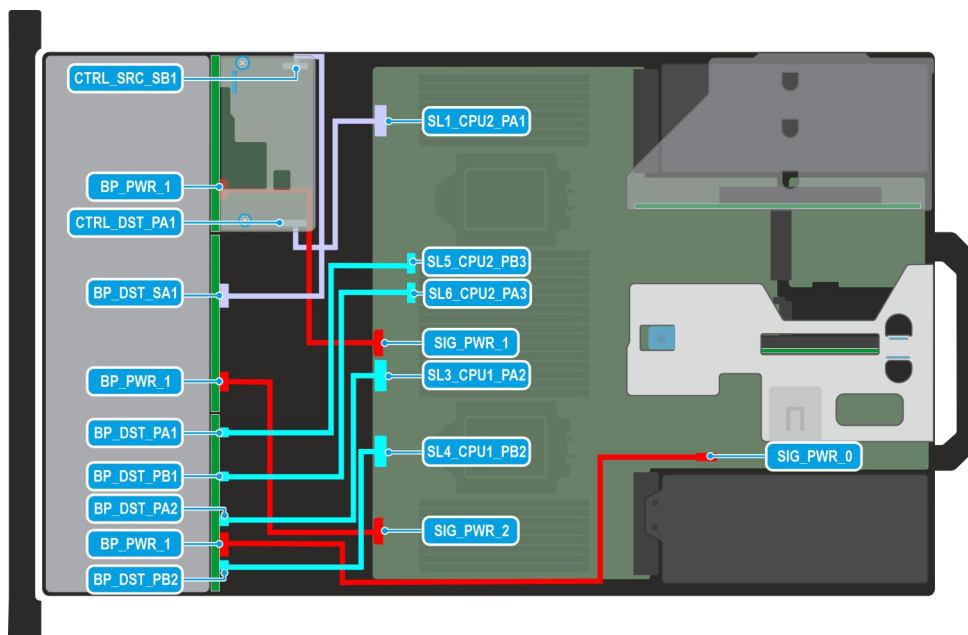 CTRL_SRC_SB1
BP_PWR_1
CTRL_DST_PA1
BP_DST_SA1
BP_PWR_1
BP_DST_PA1
BP_DST_PB1
BP_DST_PA2
BP_PWR_1
BP_DST_PB2
SL1_CPU2_PA1
SL5_CPU2_PB3
SL6_CPU2_PA3
SIG_PWR_1
SL3_CPU1_PA2
SL4_CPU1_PB2
SIG_PWR_2
SIG_PWR_0